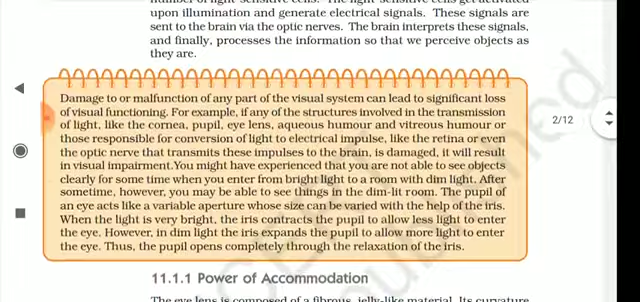 number of light-sensitive cells. The light-sensitive cells get activated
upon illumination and generate electrical signals. These signals are
sent to the brain via the optic nerves. The brain interprets these signals,
and finally, processes the information so that we perceive objects as
they are.
Damage to or malfunction of any part of the visual system can lead to significant loss
of visual functioning. For example, if any of the structures involved in the transmission
of light, like the cornea, pupil, eye lens, aqueous humour and vitreous humour or
those responsible for conversion of light to electrical impulse, like the retina or even
the optic nerve that transmits these impulses to the brain, is damaged, it will result
in visual impairment.You might have experienced that you are not able to see objects
clearly for some time when you enter from bright light to a room with dim light. After
sometime, however, you may be able to see things in the dim-lit room. The pupil of
an eye acts like a variable aperture whose size can be varied with the help of the iris.
When the light is very bright, the iris contracts the pupil to allow less light to enter
the eye. However, in dim light the iris expands the pupil to allow more light to enter
the eye. Thus, the pupil opens completely through the relaxation of the iris.
2/12
11.1.1 Power of Accommodation
The eye lens is composed of a fibrous, jelly-like material. Its curvature